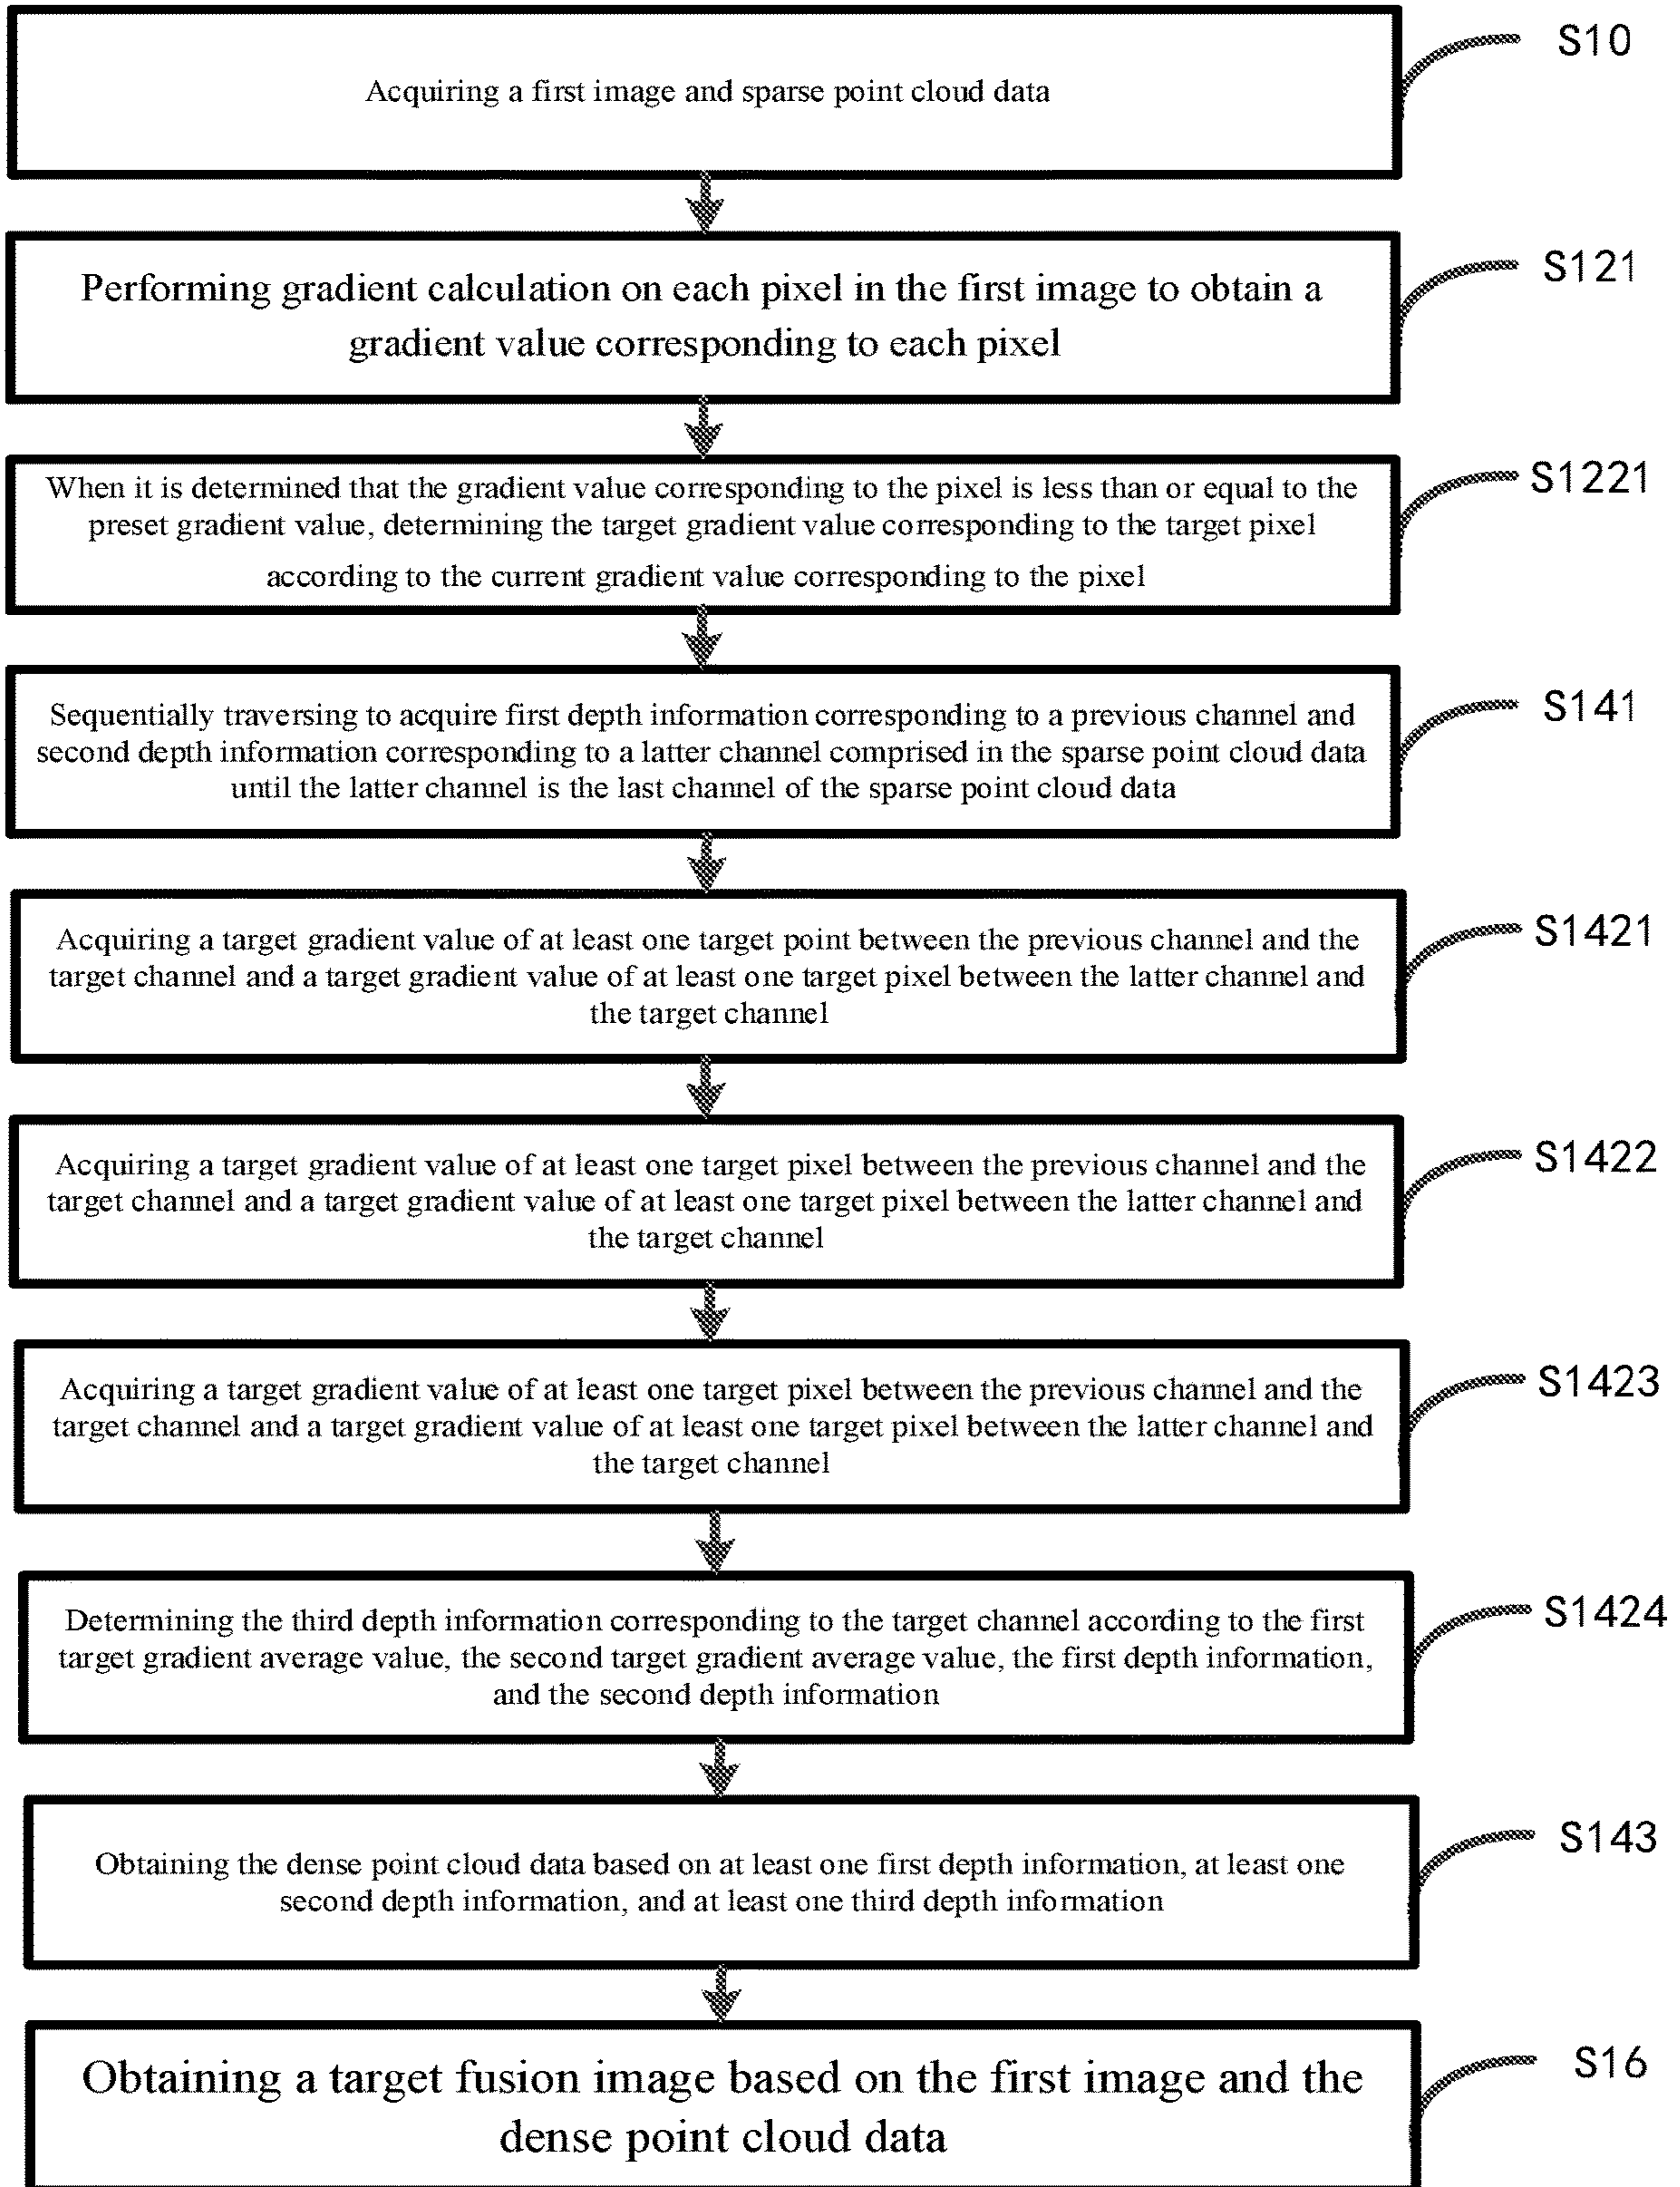 Acquiring a first image and sparse point cloud data
S10
Performing gradient calculation on each pixel in the first image to obtain a
gradient value corresponding to each pixel
S121
When it is determined that the gradient value corresponding to the pixel is less than or equal to the
preset gradient value, determining the target gradient value corresponding to the target pixel
according to the current gradient value corresponding to the pixel
S1221
Sequentially traversing to acquire first depth information corresponding to a previous channel and
second depth information corresponding to a latter channel comprised in the sparse point cloud data
until the latter channel is the last channel of the sparse point cloud data
S141
Acquiring a target gradient value of at least one target point between the previous channel and the
target channel and a target gradient value of at least one target pixel between the latter channel and
the target channel
S1421
Acquiring a target gradient value of at least one target pixel between the previous channel and the
target channel and a target gradient value of at least one target pixel between the latter channel and
the target channel
S1422
Acquiring a target gradient value of at least one target pixel between the previous channel and the
target channel and a target gradient value of at least one target pixel between the latter channel and
the target channel
S1423
Determining the third depth information corresponding to the target channel according to the first
target gradient average value, the second target gradient average value, the first depth information,
and the second depth information
S1424
Obtaining the dense point cloud data based on at least one first depth information, at least one
second depth information, and at least one third depth information
S143
Obtaining a target fusion image based on the first image and the
dense point cloud data
S16